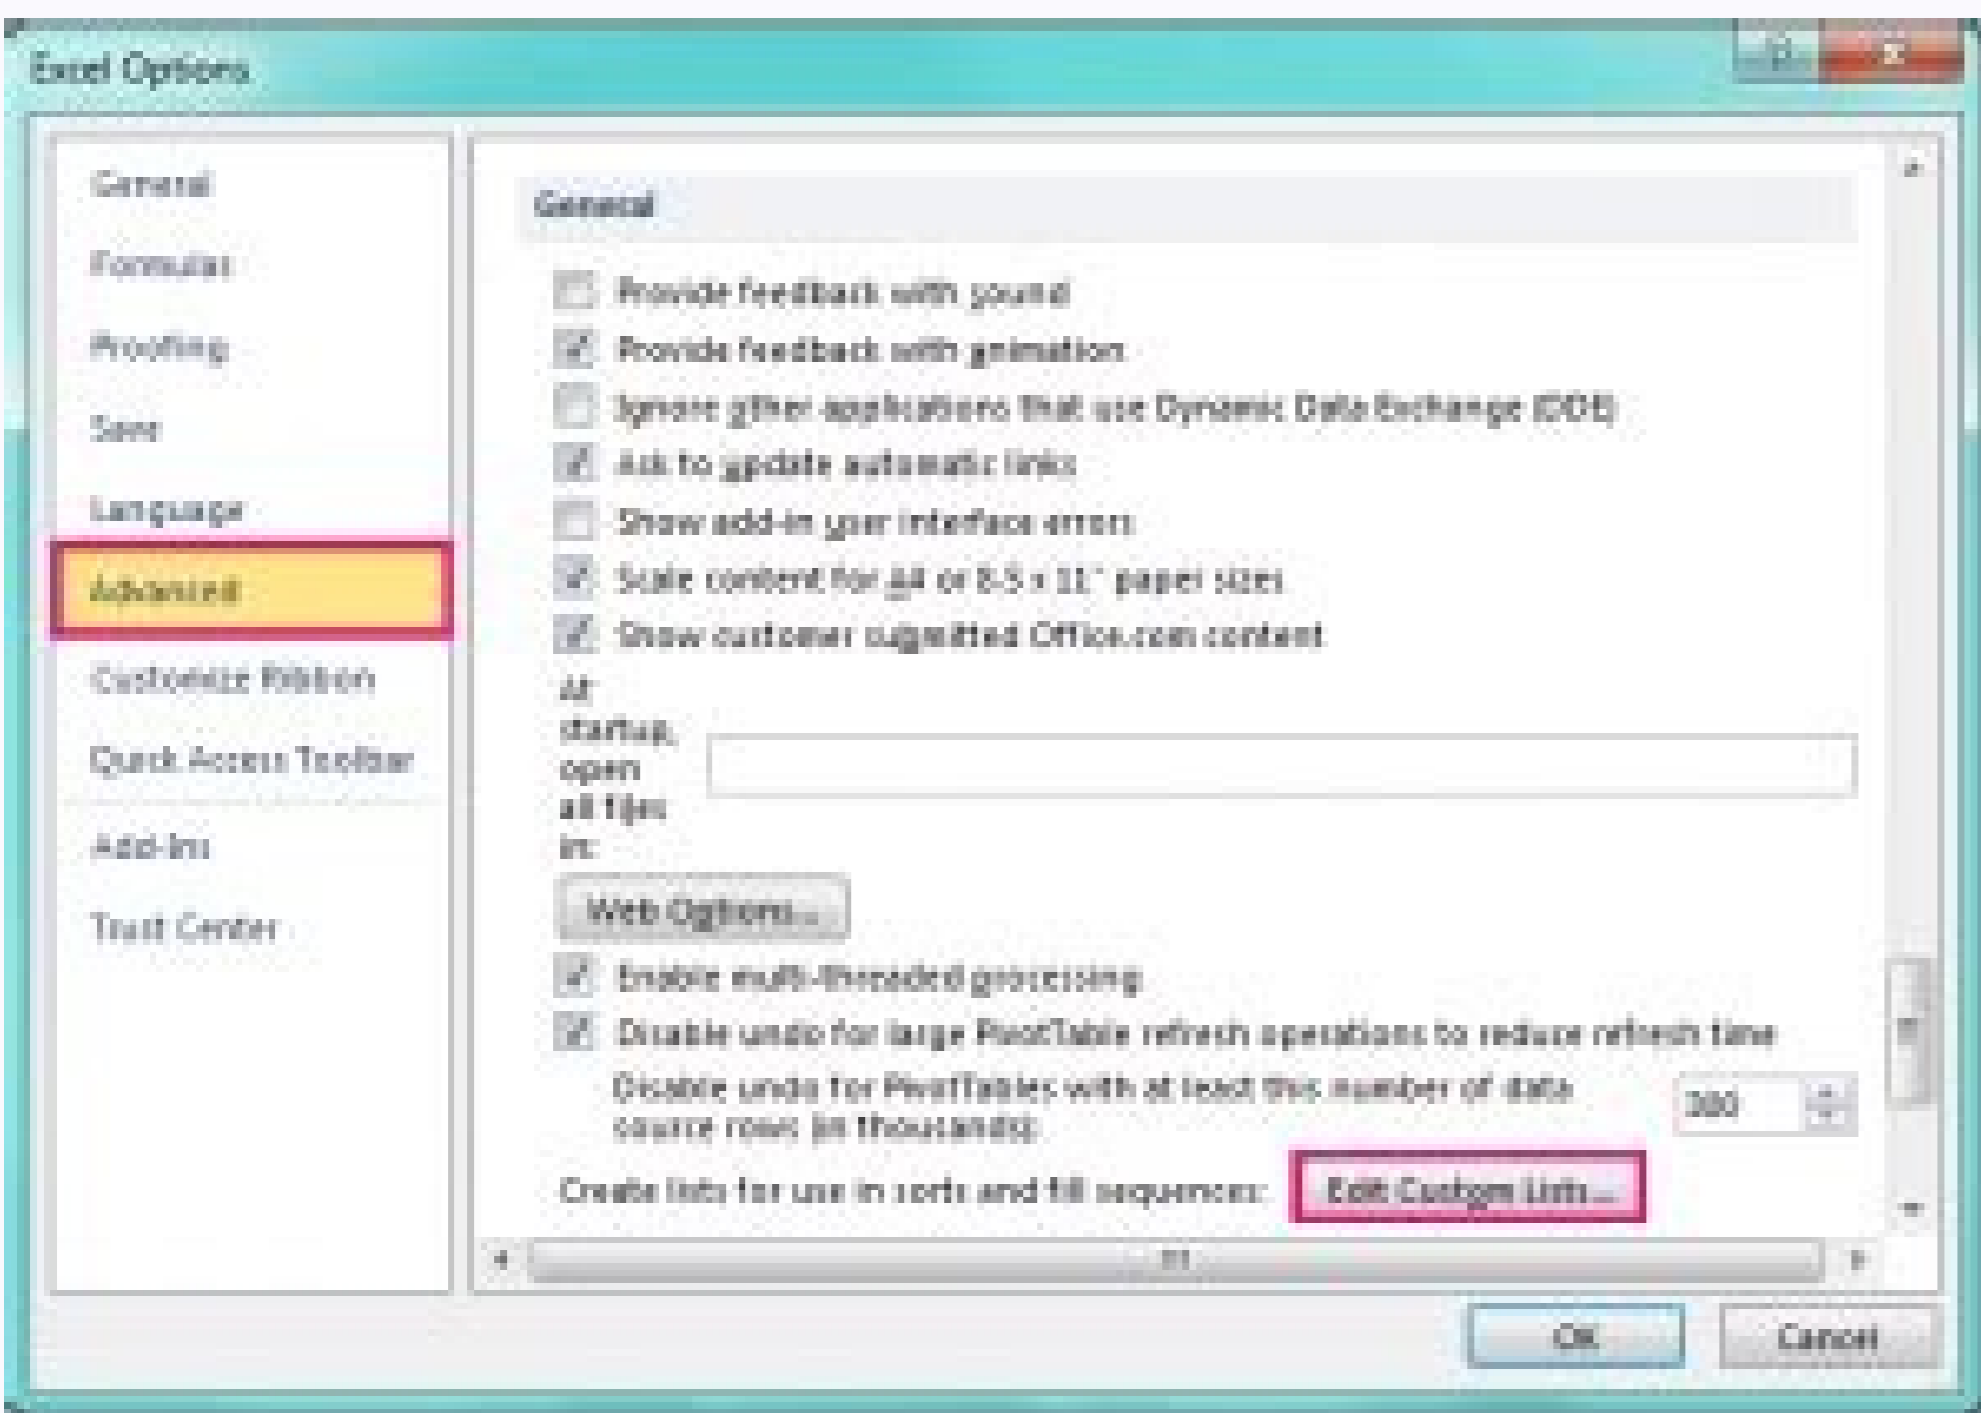 Excel Options
General
Formulas
Proofing
Save
Language
Advanced
Customize Ribbon
Quick Access Toolbar
Add-Ins
Trust Center
General
Provide feedback with sound
Provide feedback with animation
Ignore other applications that use Dynamic Data Exchange (DDE)
Ask to update automatic links
Show add-in user interface errors
Scale content for A4 or 8.5 x 11" paper sizes
Show customer submitted Office.com content
At
startup,
open
all files
in:
Web Options...
Enable multi-threaded processing
Disable undo for large PivotTable refresh operations to reduce refresh time
Disable undo for PivotTables with at least this number of data
source rows (in thousands):
300
Create lists for use in sorts and fill sequences:
Edit Custom Lists...
OK
Cancel